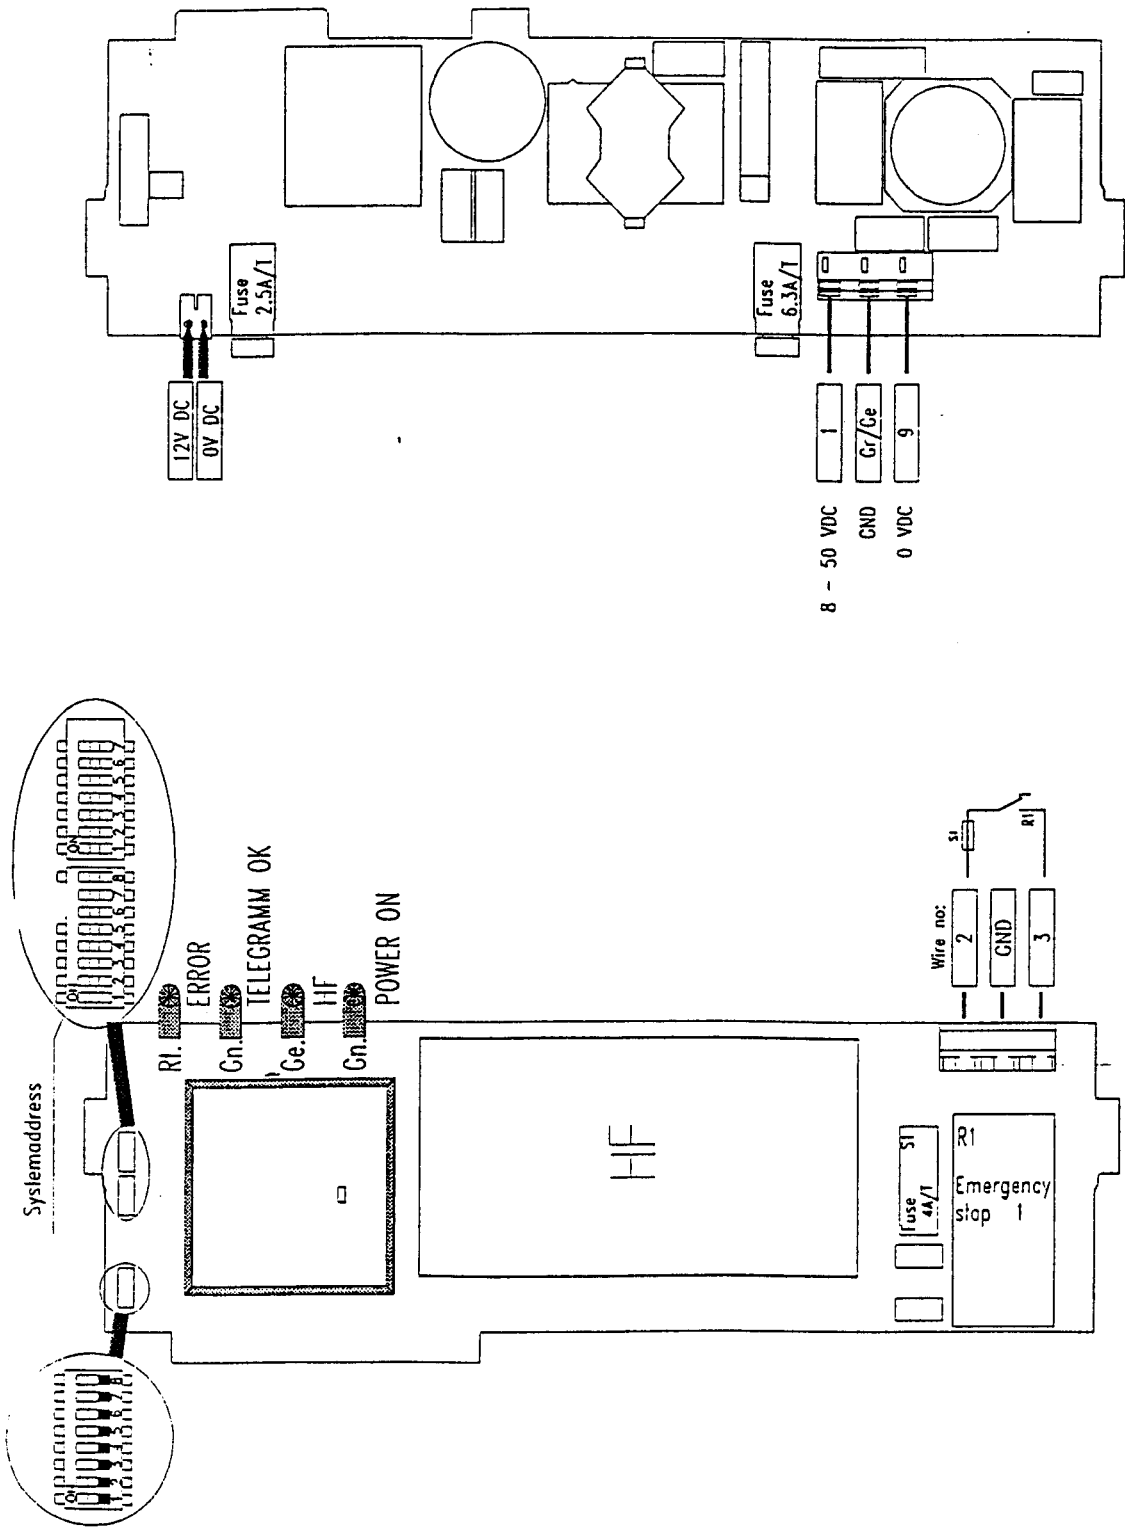 Fuse
2.5A/T
12V DC
0V DC
Fuse
6.3A/T
1
Gr/Ge
9
8 - 50 VDC
GND
0 VDC
Systemaddress
ON
1 2 3 4 5 6 7 8
ON
1 2 3 4 5 6 7
Rt.
ERROR
Gn.
TELEGRAMM OK
Ge.
HF
Gn.
POWER ON
HF
Wire no:
2
GND
3
S1
R1
Fuse
4A/T
S1
R1
Emergency
stop 1
ON
1 2 3 4 5 6 7 8